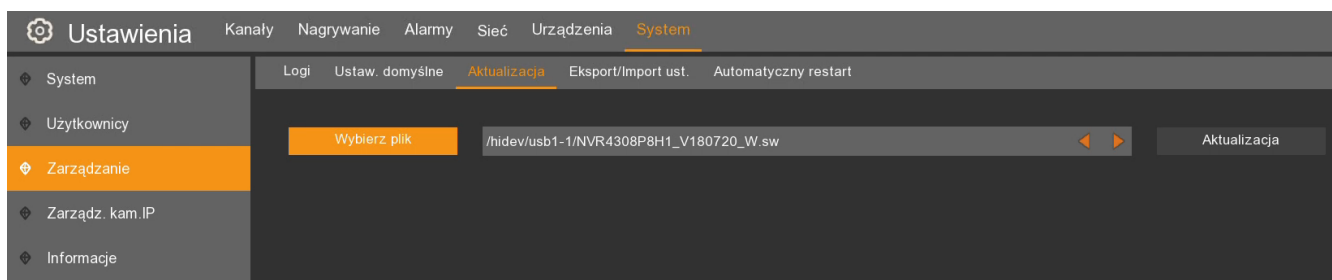 Ustawienia Kanały Nagrywanie Alarmy Sieć Urządzenia System
System
Logi Ustaw. domyślne Aktualizacja Eksport/Import ust. Automatyczny restart
Użytkownicy
Wybierz plik /hidev/usb1-1/NVR4308P8H1_V180720_W.sw Aktualizacja
Zarządzanie
Zarządz. kam.IP
Informacje